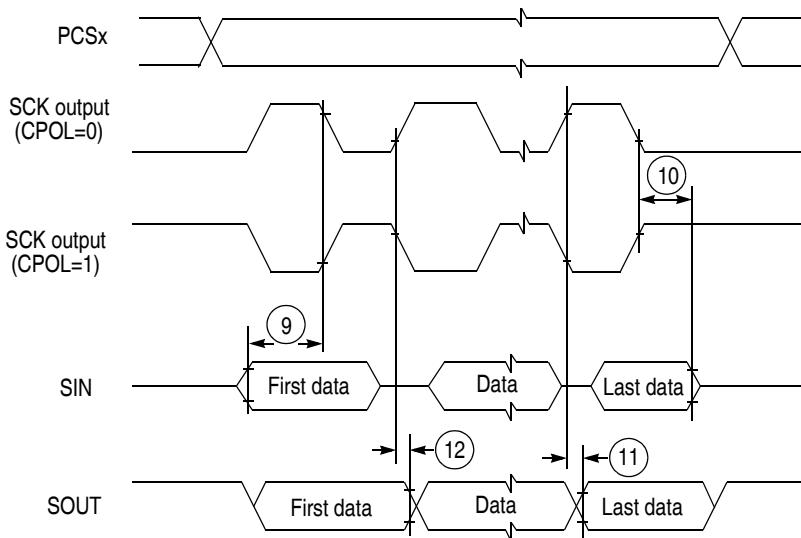 PCSx
SCK output
(CPOL=0)
10
SCK output
(CPOL=1)
9
SIN
First data
Data
Last data
12
11
SOUT
First data
Data
Last data